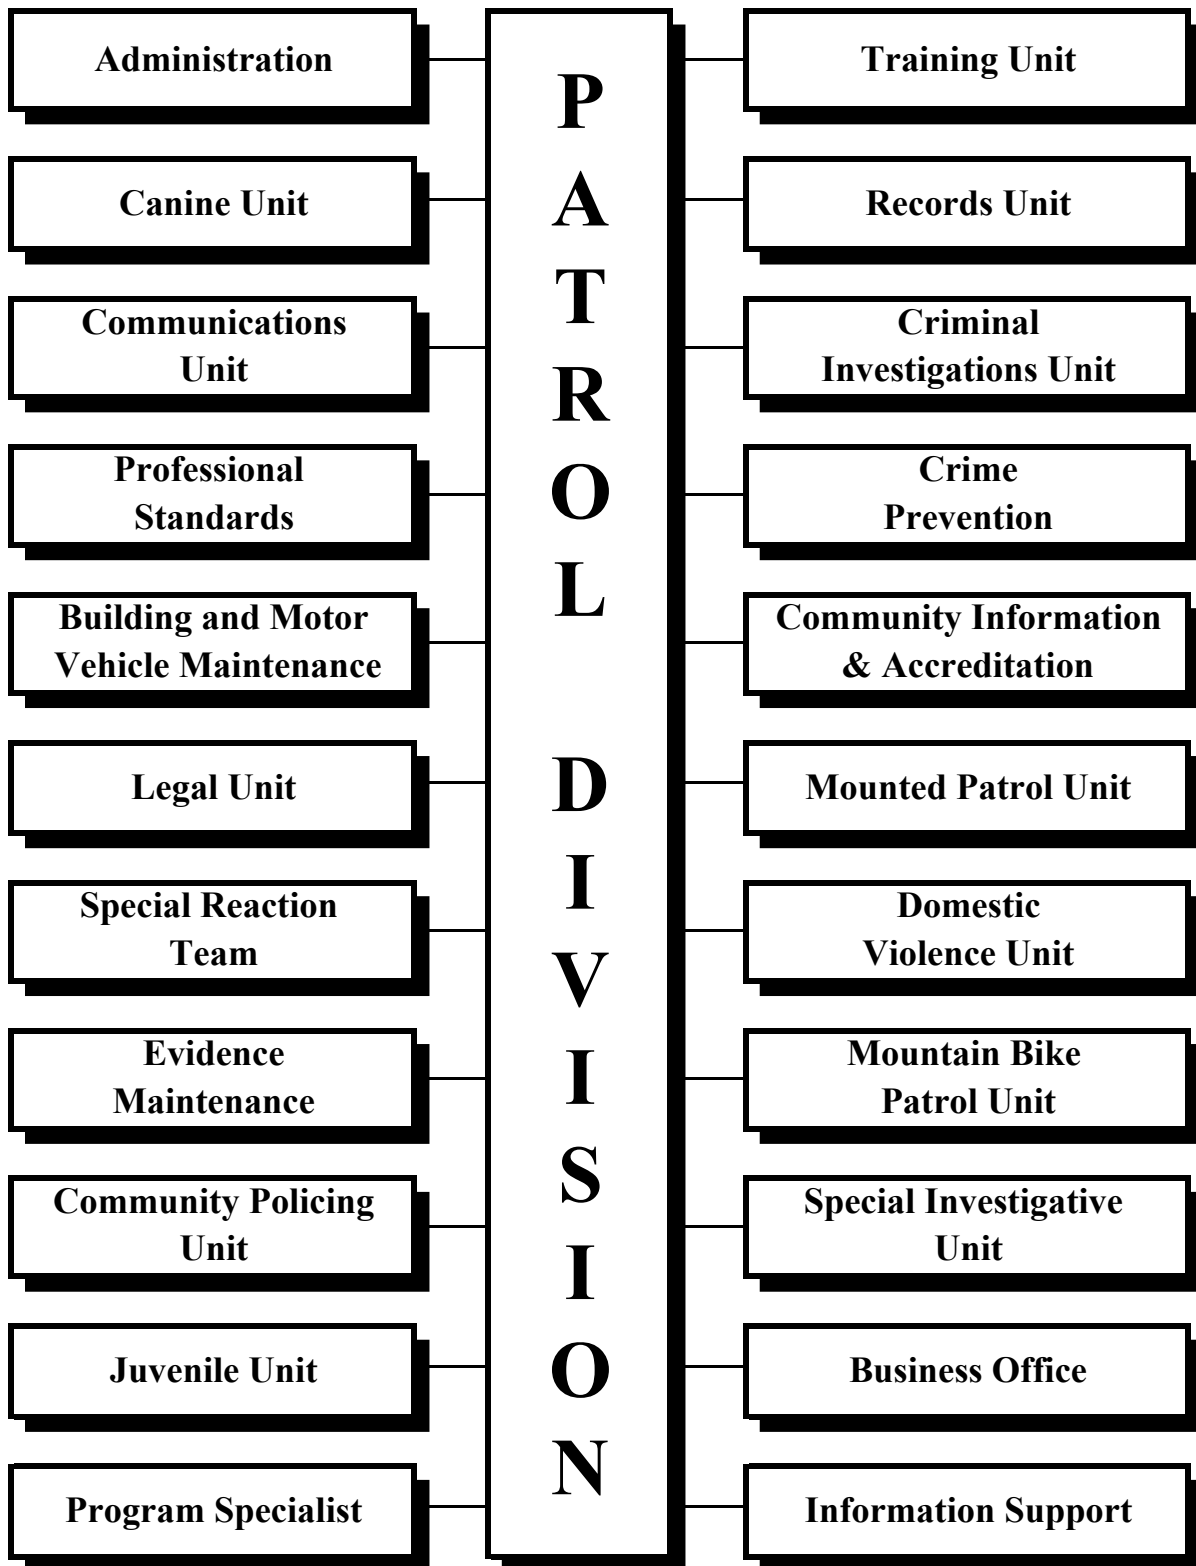 Administration
Canine Unit
Communications
Unit
Professional
Standards
Building and Motor
Vehicle Maintenance
Legal Unit
Special Reaction
Team
Evidence
Maintenance
Community Policing
Unit
Juvenile Unit
Program Specialist
P
A
T
R
O
L
D
I
V
I
S
I
O
N
Training Unit
Records Unit
Criminal
Investigations Unit
Crime
Prevention
Community Information
& Accreditation
Mounted Patrol Unit
Domestic
Violence Unit
Mountain Bike
Patrol Unit
Special Investigative
Unit
Business Office
Information Support